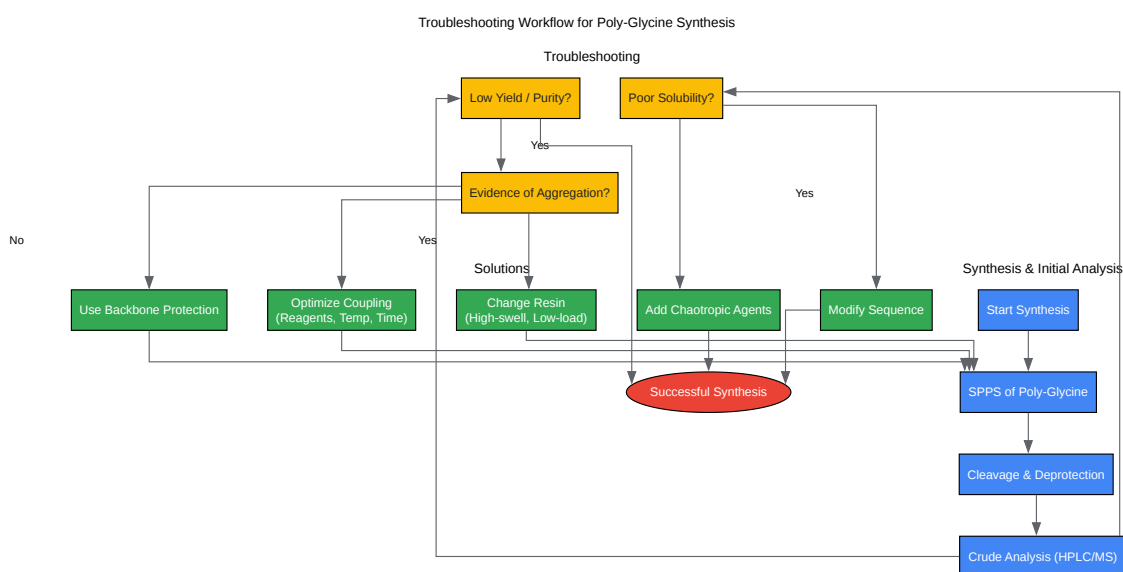 Troubleshooting Workflow for Poly-Glycine Synthesis
Troubleshooting
Low Yield / Purity?
Poor Solubility?
Yes
Evidence of Aggregation?
Yes
No
Yes
Solutions
Synthesis & Initial Analysis
Use Backbone Protection
Optimize Coupling
(Reagents, Temp, Time)
Change Resin
(High-swell, Low-load)
Add Chaotropic Agents
Modify Sequence
Start Synthesis
Successful Synthesis
SPPS of Poly-Glycine
Cleavage & Deprotection
Crude Analysis (HPLC/MS)